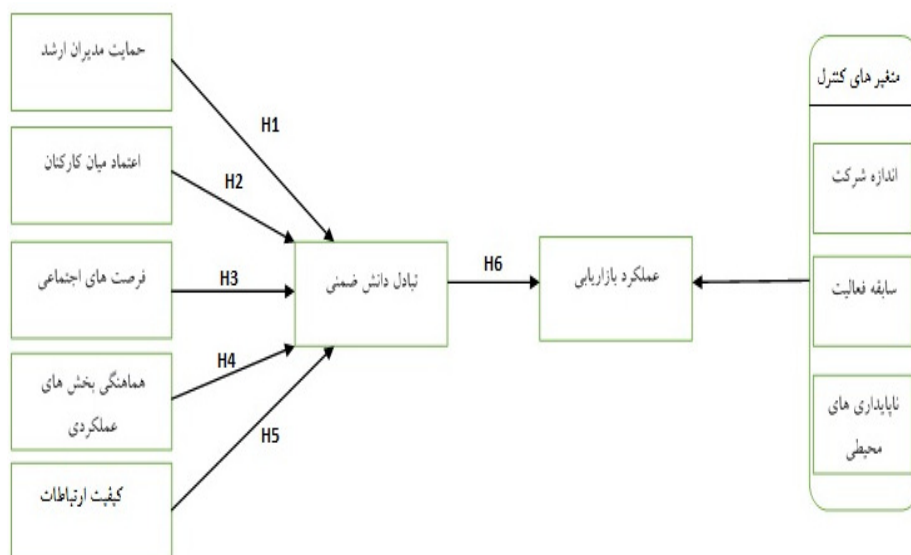 حمایت مدیران ارشد
اعتماد میان کارکنان
فرصت های اجتماعی
هماهنگی بخش های
عملکردی
کیفیت ارتباطات
H1
H2
H3
H4
H5
تبادل دانش ضمنی
H6
عملکرد بازاریابی
متغیر های کنترل
اندازه شرکت
سابقه فعالیت
ناپایداری های
محیطی